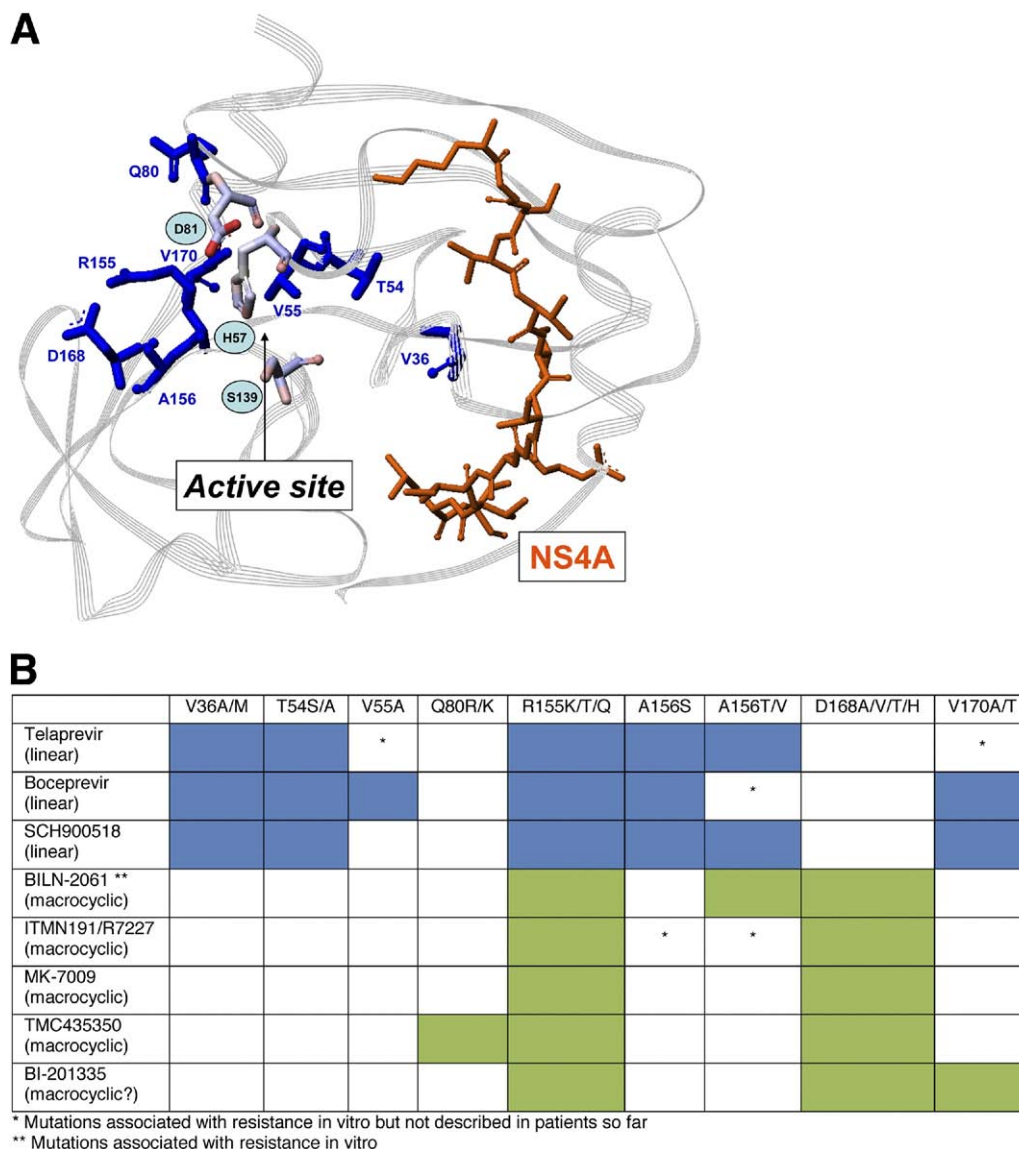 A
Q80
D81
R155
V170
T54
V55
D168
H57
V36
A156
S139
Active site
NS4A
B
V36A/M T54S/A V55A Q80R/K R155K/T/Q A156S A156T/V D168A/V/T/H V170A/T
Telaprevir
(linear) * *
Boceprevir
(linear) *
SCH900518
(linear)
BILN-2061 **
(macrocyclic)
ITMN191/R7227
(macrocyclic) * *
MK-7009
(macrocyclic)
TMC435350
(macrocyclic)
BI-201335
(macrocyclic?)
* Mutations associated with resistance in vitro but not described in patients so far
** Mutations associated with resistance in vitro